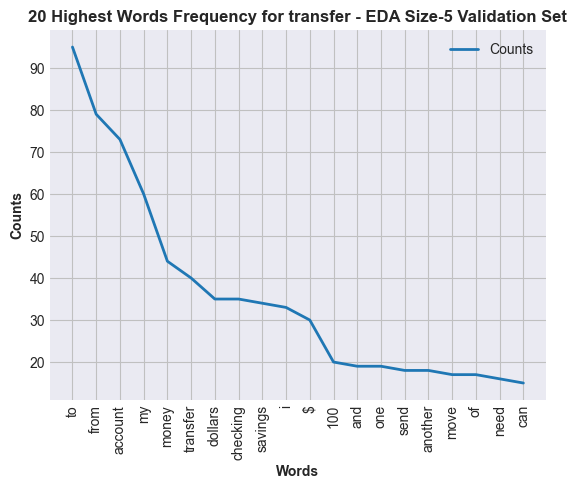 20 Highest Words Frequency for transfer - EDA Size-5 Validation Set
Counts
90
80
70
60
50
40
30
20
Counts
to
from
account
my
money
transfer
dollars
checking
savings
i
$
100
and
one
send
another
move
of
need
can
Words